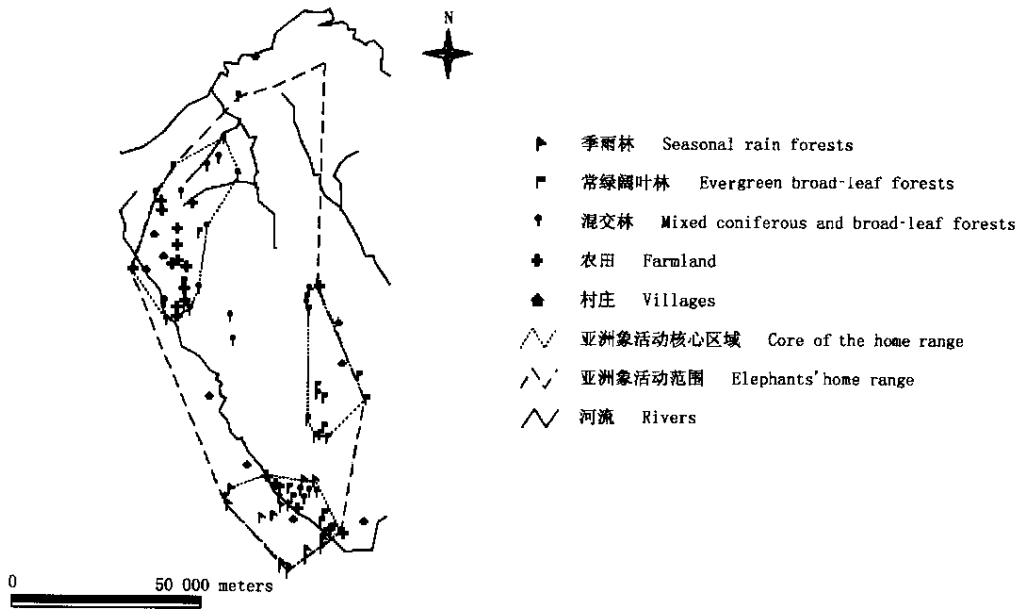 N
季雨林 Seasonal rain forests
常绿阔叶林 Evergreen broad-leaf forests
混交林 Mixed coniferous and broad-leaf forests
农田 Farmland
村庄 Villages
亚洲象活动核心区域 Core of the home range
亚洲象活动范围 Elephants'home range
河流 Rivers
0 50 000 meters